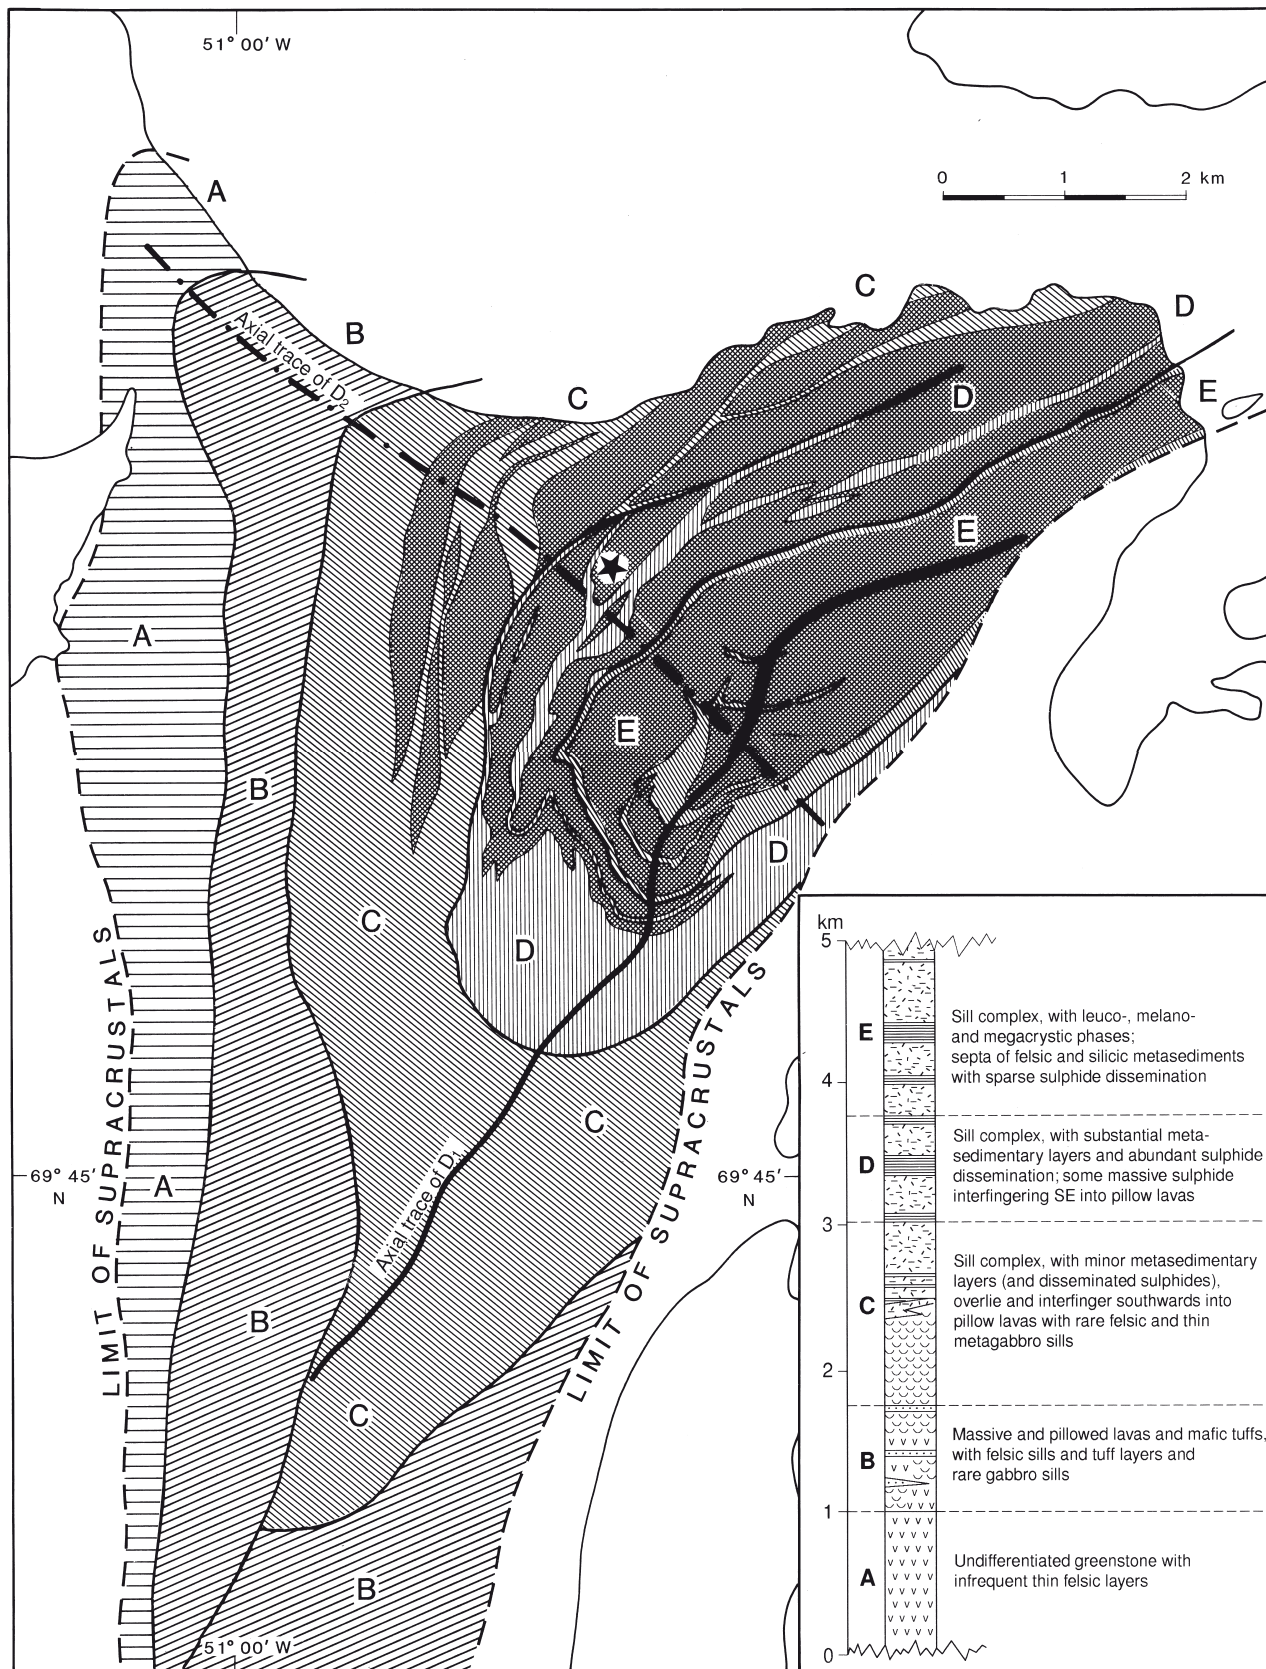 51° 00' W
0 1 2 km
A
B
C
D
C
E
Axial trace of D2
D
E
A
E
B
D
C
D
C
Axial trace of D1
LIMIT OF SUPRACRUSTALS
LIMIT OF SUPRACRUSTALS
69° 45'
N
69° 45'
N
A
B
C
B
51° 00' W
km
5
4
3
2
1
0
E
Sill complex, with leuco-, melano-
and megacrystic phases;
septa of felsic and silicic metasediments
with sparse sulphide dissemination
D
Sill complex, with substantial meta-
sedimentary layers and abundant sulphide
dissemination; some massive sulphide
interfingering SE into pillow lavas
C
Sill complex, with minor metasedimentary
layers (and disseminated sulphides),
overlie and interfinger southwards into
pillow lavas with rare felsic and thin
metagabbro sills
B
Massive and pillowed lavas and mafic tuffs,
with felsic sills and tuff layers and
rare gabbro sills
A
Undifferentiated greenstone with
infrequent thin felsic layers